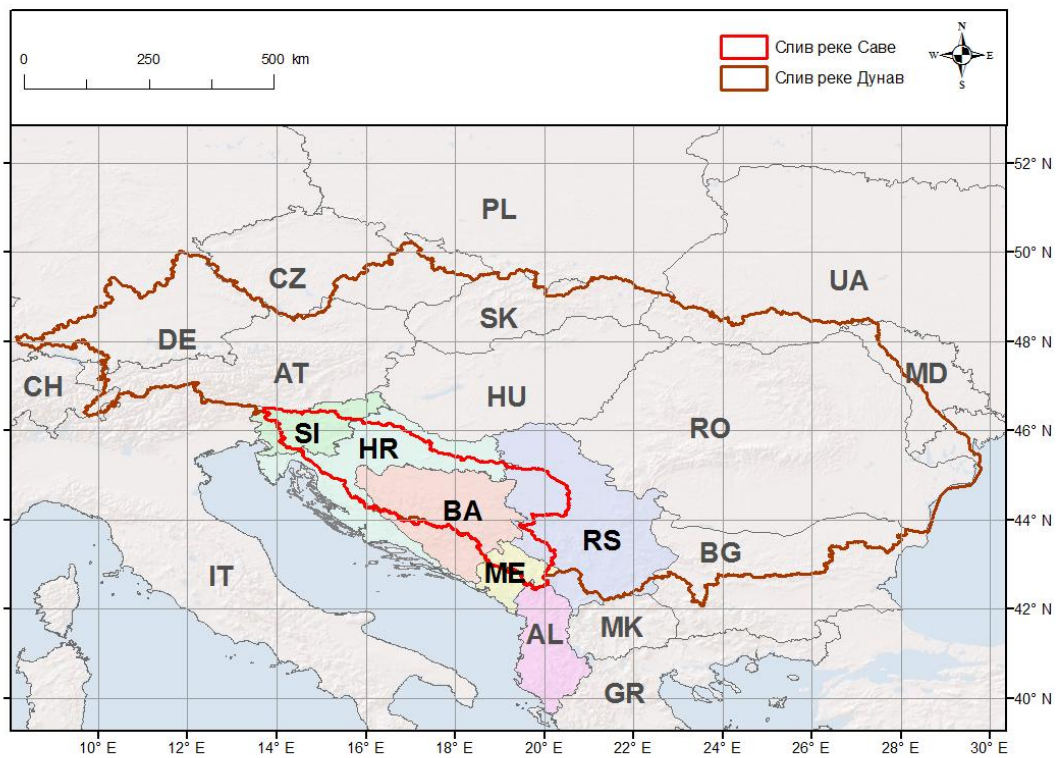 0 250 500 km
Слив реке Саве
Слив реке Дунав
N
W E
S
52° N
PL
50° N
CZ
UA
SK
DE
48° N
AT
MD
CH
HU
RO
SI
46° N
HR
BA
44° N
RS
BG
IT
ME
42° N
AL
MK
GR
40° N
10° E 12° E 14° E 16° E 18° E 20° E 22° E 24° E 26° E 28° E 30° E